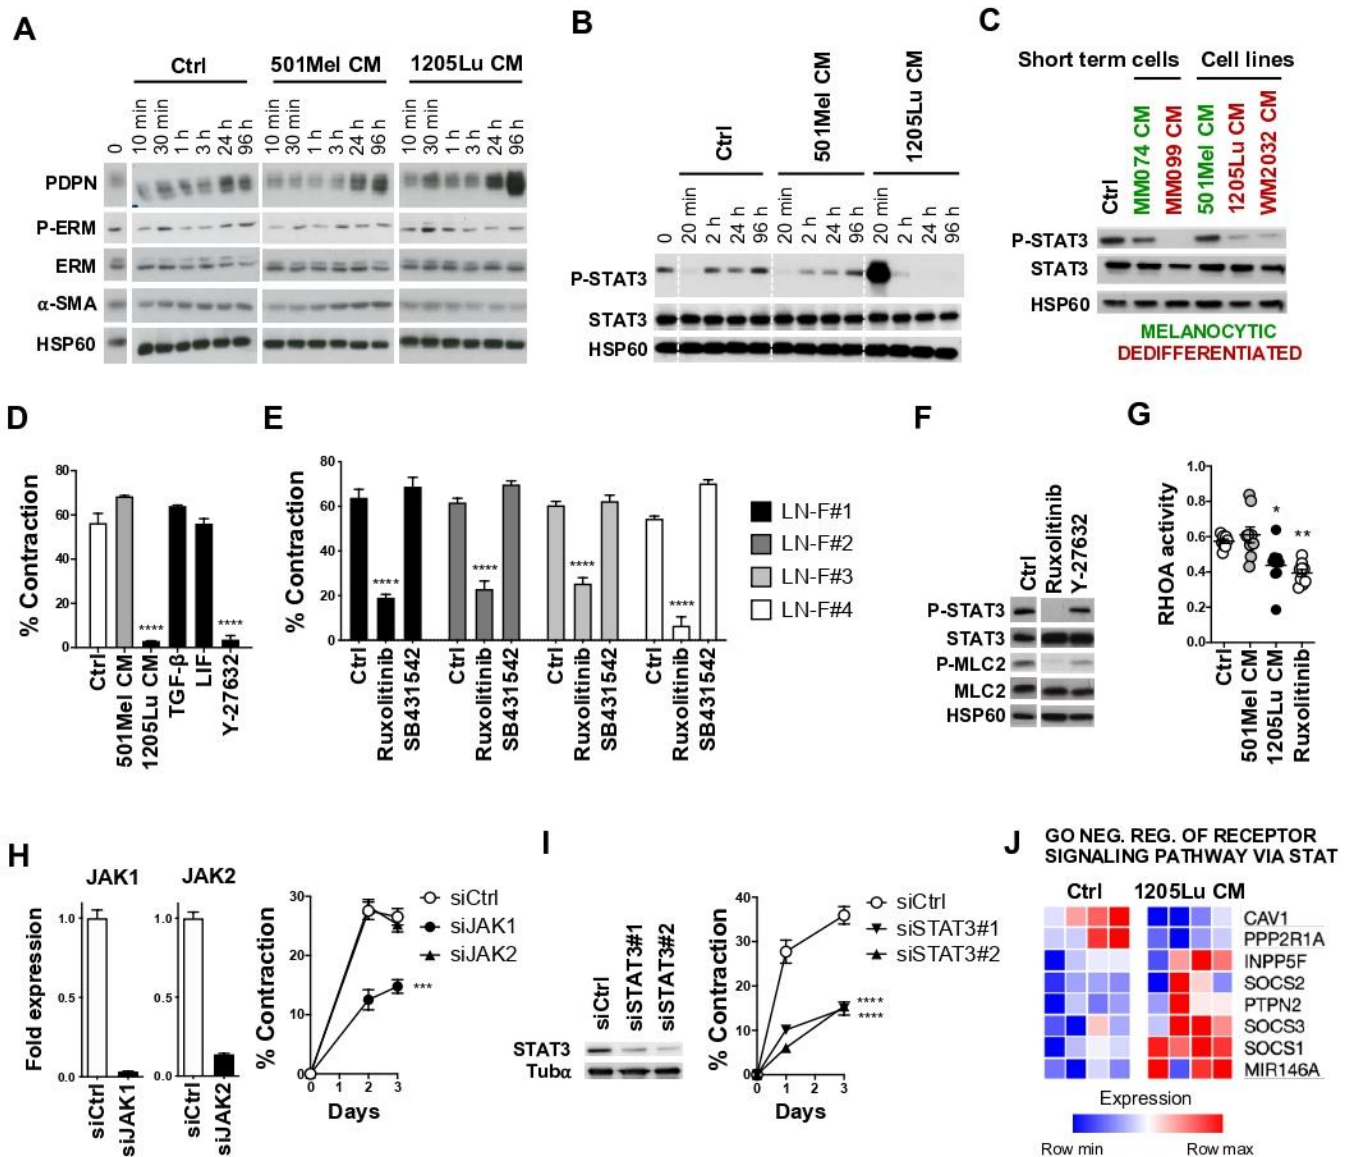 A
Ctrl
501Mel CM
1205Lu CM
0
10 min
30 min
1 h
3 h
24 h
96 h
10 min
30 min
1 h
3 h
24 h
96 h
10 min
30 min
1 h
3 h
24 h
96 h
PDPN
P-ERM
ERM
α-SMA
HSP60
B
Ctrl
501Mel CM
1205Lu CM
0
20 min
2 h
24 h
96 h
20 min
2 h
24 h
96 h
20 min
2 h
24 h
96 h
P-STAT3
STAT3
HSP60
C
Short term cells
Cell lines
Ctrl
MM074 CM
MM099 CM
501Mel CM
1205Lu CM
WM2032 CM
P-STAT3
STAT3
HSP60
MELANOCYTIC
DEDIFFERENTIATED
D
% Contraction
80
60
40
20
0
****
****
Ctrl
501Mel CM
1205Lu CM
TGF-β
LIF
Y-27632
E
% Contraction
80
60
40
20
0
****
****
****
****
Ctrl
Ruxolitinib
SB431542
Ctrl
Ruxolitinib
SB431542
Ctrl
Ruxolitinib
SB431542
Ctrl
Ruxolitinib
SB431542
LN-F#1
LN-F#2
LN-F#3
LN-F#4
F
Ctrl
Ruxolitinib
Y-27632
P-STAT3
STAT3
P-MLC2
MLC2
HSP60
G
RHOA activity
1.0
0.8
0.6
0.4
0.2
0.0
*
**
Ctrl
501Mel CM
1205Lu CM
Ruxolitinib
H
Fold expression
JAK1
1.0
0.5
0.0
siCtrl
siJAK1
JAK2
1.0
0.5
0.0
siCtrl
siJAK2
% Contraction
30
20
10
0
0
1
2
3
Days
siCtrl
siJAK1
siJAK2
***
I
siCtrl
siSTAT3#1
siSTAT3#2
STAT3
Tubα
% Contraction
40
30
20
10
0
0
1
3
Days
siCtrl
siSTAT3#1
siSTAT3#2
****
****
J
GO NEG. REG. OF RECEPTOR
SIGNALING PATHWAY VIA STAT
Ctrl
1205Lu CM
CAV1
PPP2R1A
INPP5F
SOCS2
PTPN2
SOCS3
SOCS1
MIR146A
Expression
Row min
Row max